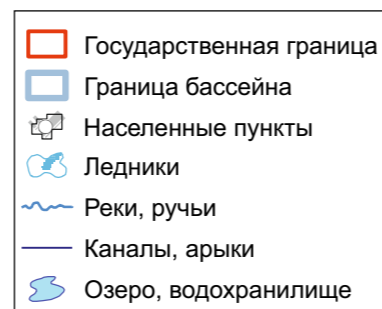 Государственная граница
Граница бассейна
Населенные пункты
Ледники
Реки, ручьи
Каналы, арыки
Озеро, водохранилище